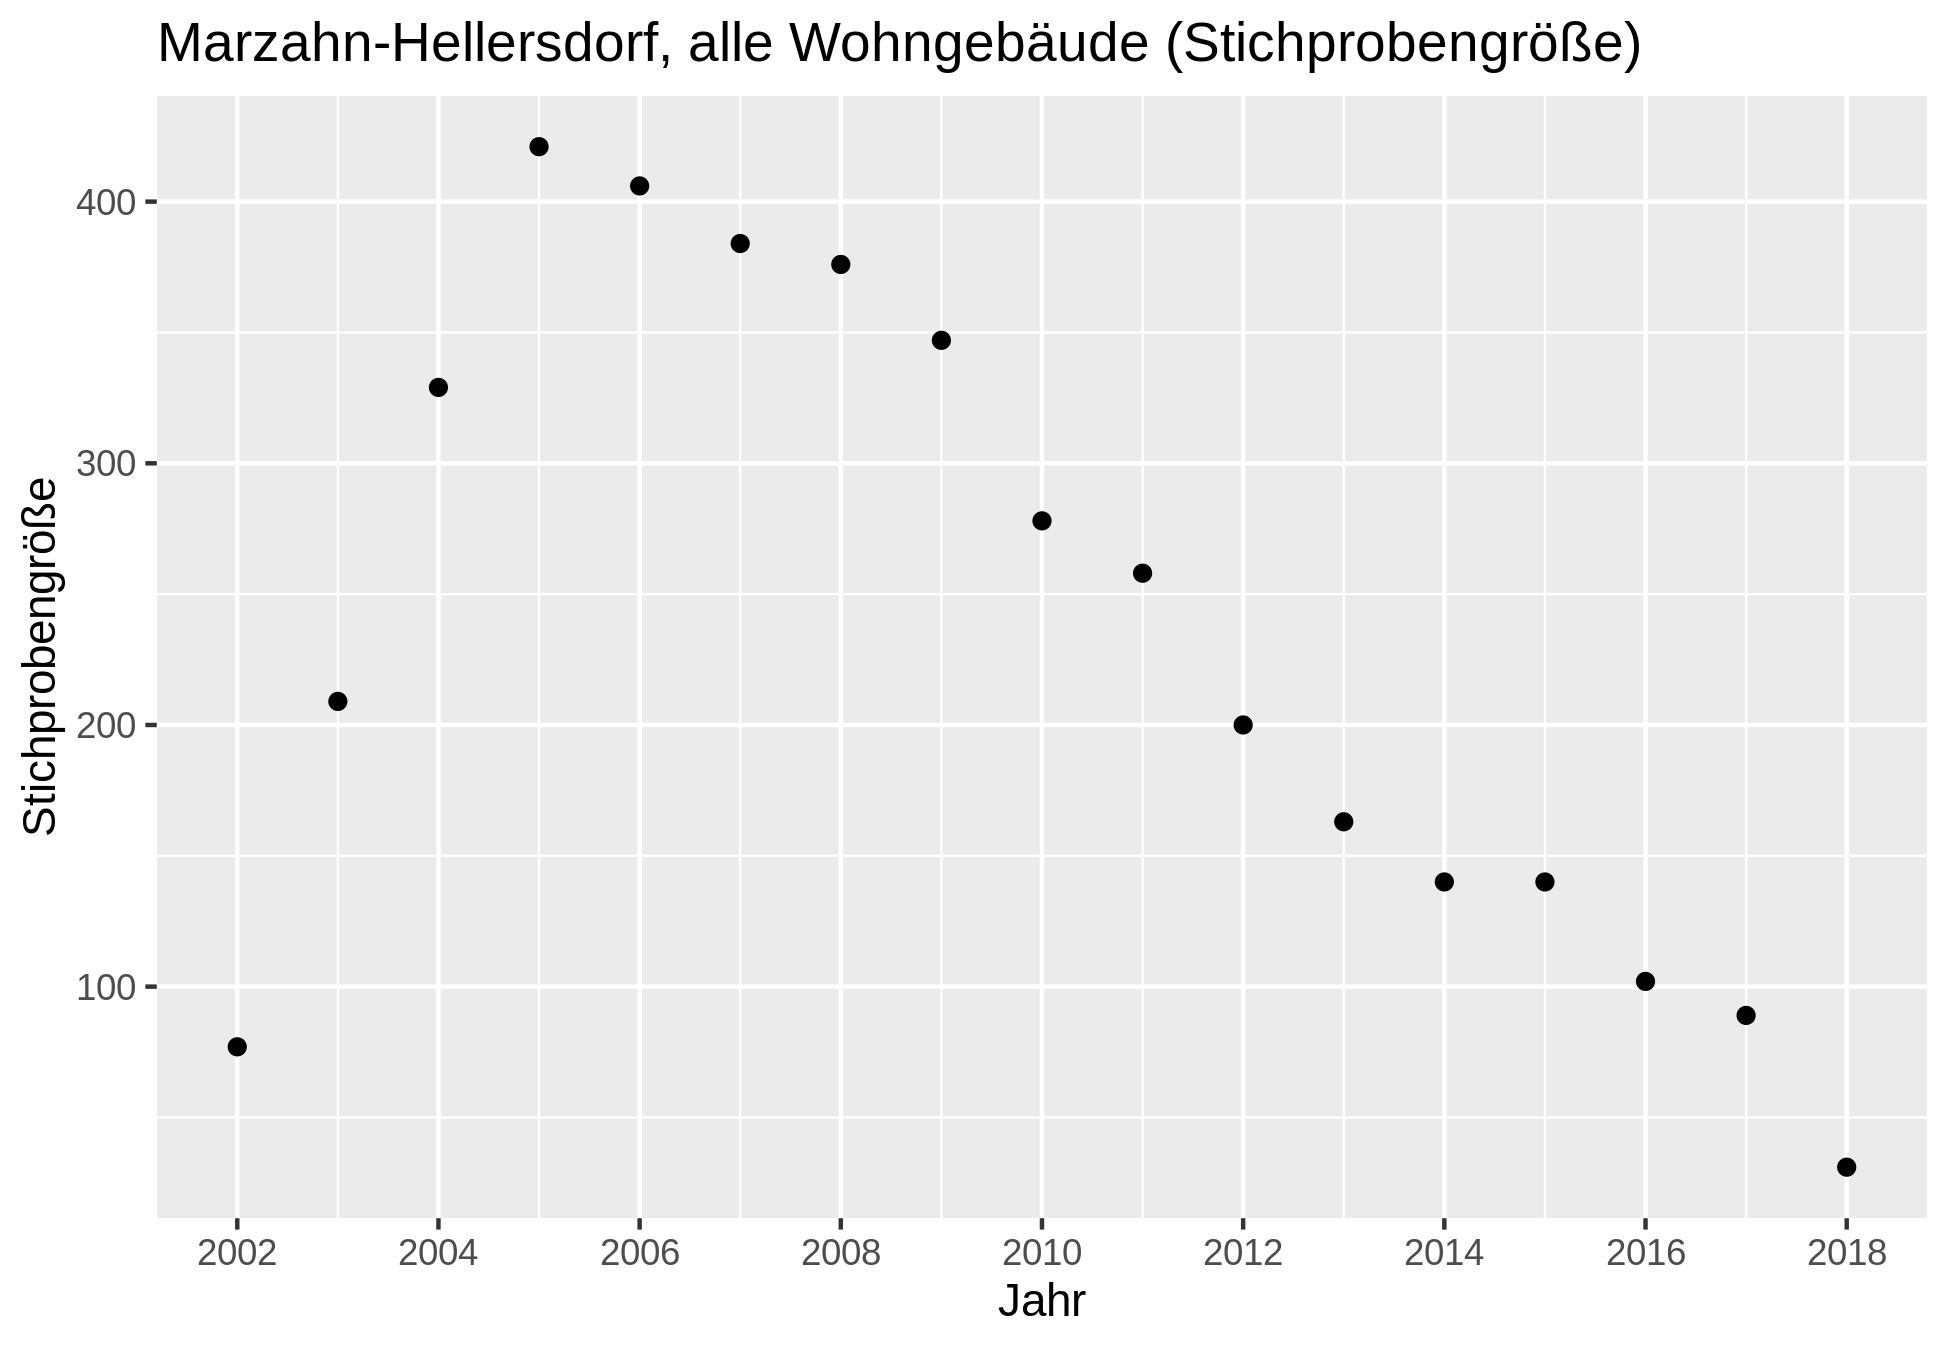 Marzahn-Hellersdorf, alle Wohngebäude (Stichprobengröße)
Stichprobengröße
400
300
200
100
2002 2004 2006 2008 2010 2012 2014 2016 2018
Jahr